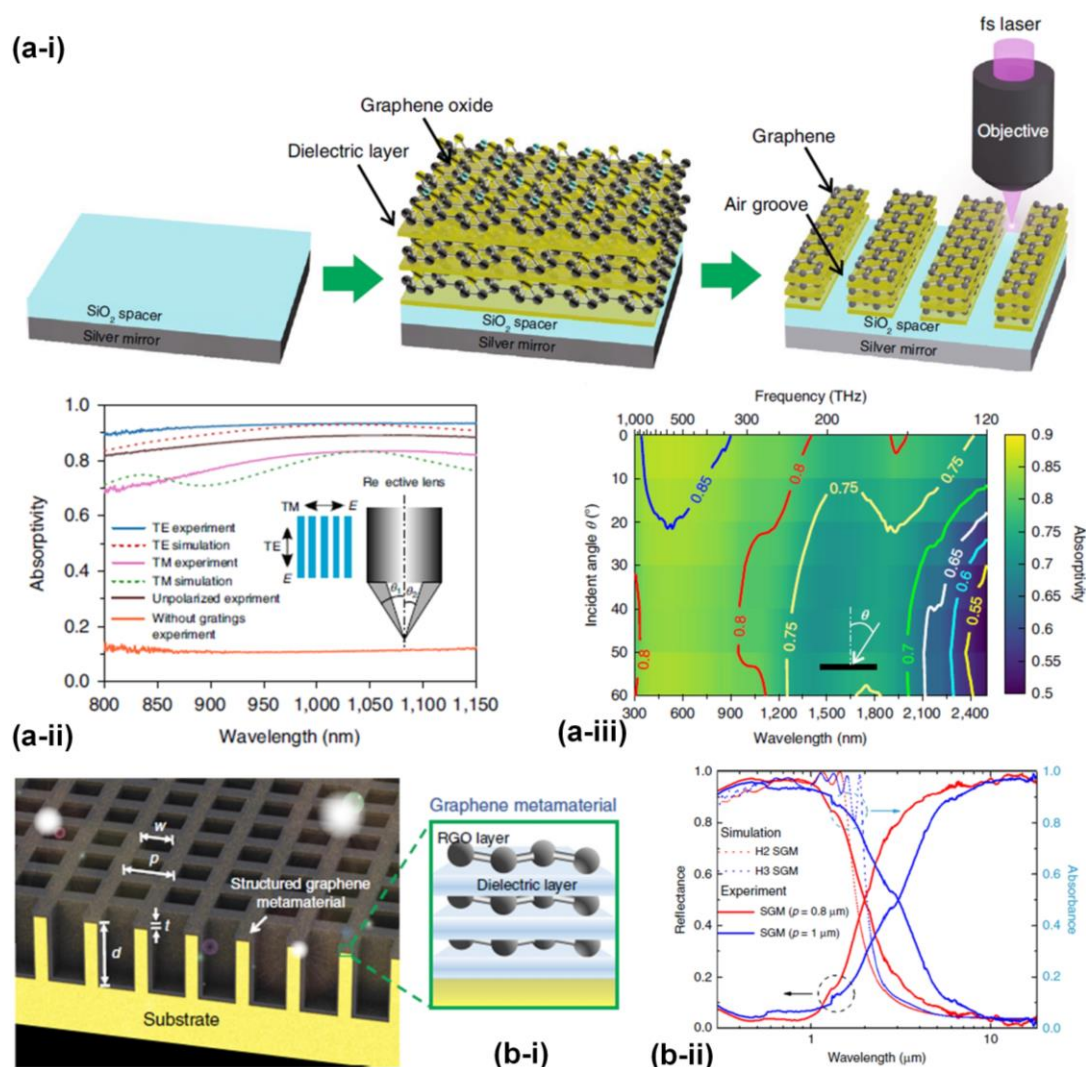 (a-i)
fs laser
Objective
Graphene oxide
Dielectric layer
Graphene
Air groove
SiO2 spacer
Silver mirror
SiO2 spacer
Silver mirror
SiO2 spacer
Silver mirror
1.0
0.8
0.6
0.4
0.2
0.0
Absorptivity
TE experiment
TE simulation
TM experiment
TM simulation
Unpolarized experiment
Without gratings
experiment
TM
E
TE
E
Re ective lens
θ1
θ2
800
850
900
950
1,000
1,050
1,100
1,150
Wavelength (nm)
(a-ii)
Frequency (THz)
1,000
500
300
200
120
0
10
20
30
40
50
60
Incident angle θ (°)
0.85
0.8
0.8
0.8
0.75
0.75
0.75
0.7
0.65
0.6
0.55
θ
300
600
900
1,200
1,500
1,800
2,100
2,400
Wavelength (nm)
0.9
0.85
0.8
0.75
0.7
0.65
0.6
0.55
0.5
Absorptivity
(a-iii)
w
p
t
d
Structured graphene
metamaterial
Substrate
Graphene metamaterial
RGO layer
Dielectric layer
(b-i)
1.0
0.8
0.6
0.4
0.2
0.0
Reflectance
Simulation
H2 SGM
H3 SGM
Experiment
SGM (p = 0.8 μm)
SGM (p = 1 μm)
1.0
0.8
0.6
0.4
0.2
0.0
Absorbance
1
10
Wavelength (μm)
(b-ii)